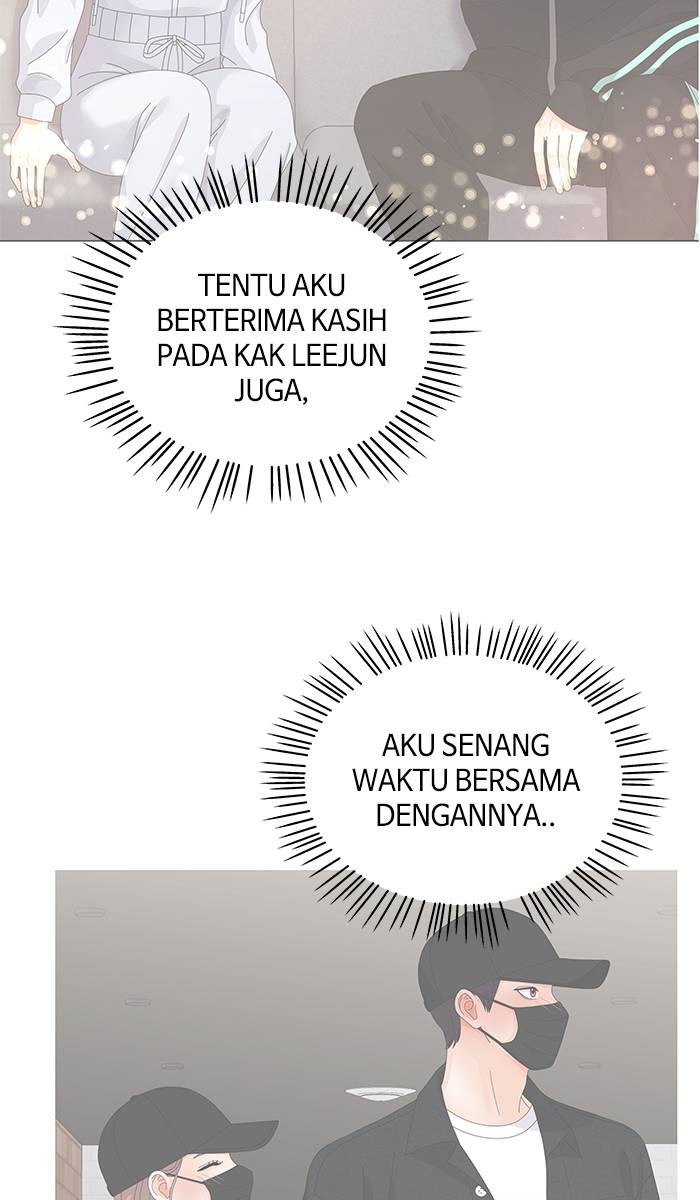 TENTU AKU
BERTERIMA KASIH
PADA KAK LEEJUN
JUGA,
AKU SENANG
WAKTU BERSAMA
DENGANNYA..